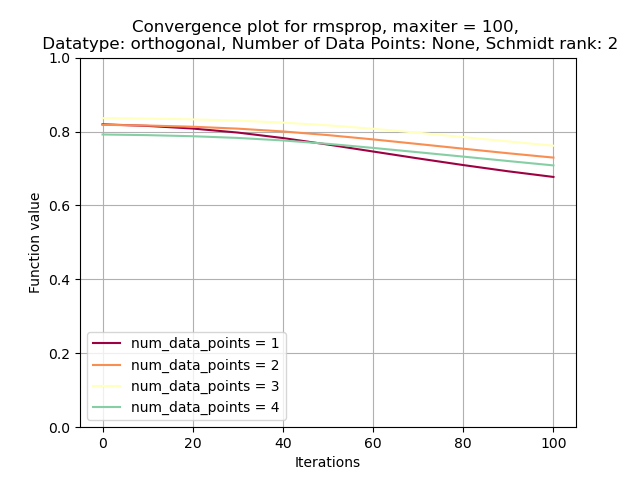 Convergence plot for rmsprop, maxiter = 100,
Datatype: orthogonal, Number of Data Points: None, Schmidt rank: 2
1.0
0.8
0.6
0.4
0.2
0.0
Function value
num_data_points = 1
num_data_points = 2
num_data_points = 3
num_data_points = 4
0 20 40 60 80 100
Iterations